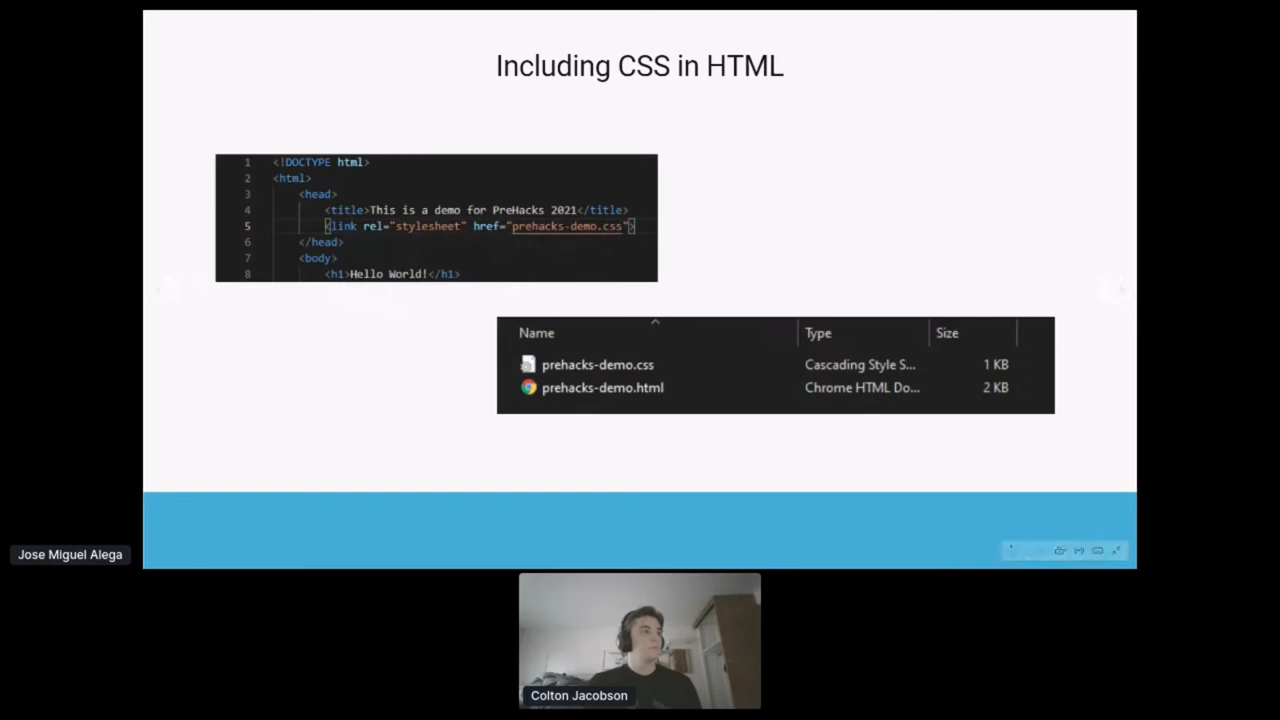 Including CSS in HTML
1 <!DOCTYPE html>
2 <html>
3 <head>
4 <title>This is a demo for PreHacks 2021</title>
5 <link rel="stylesheet" href="prehacks-demo.css">
6 </head>
7 <body>
8 <h1>Hello World!</h1>
Name Type Size
prehacks-demo.css Cascading Style S... 1 KB
prehacks-demo.html Chrome HTML Do... 2 KB
Jose Miguel Alega
Colton Jacobson